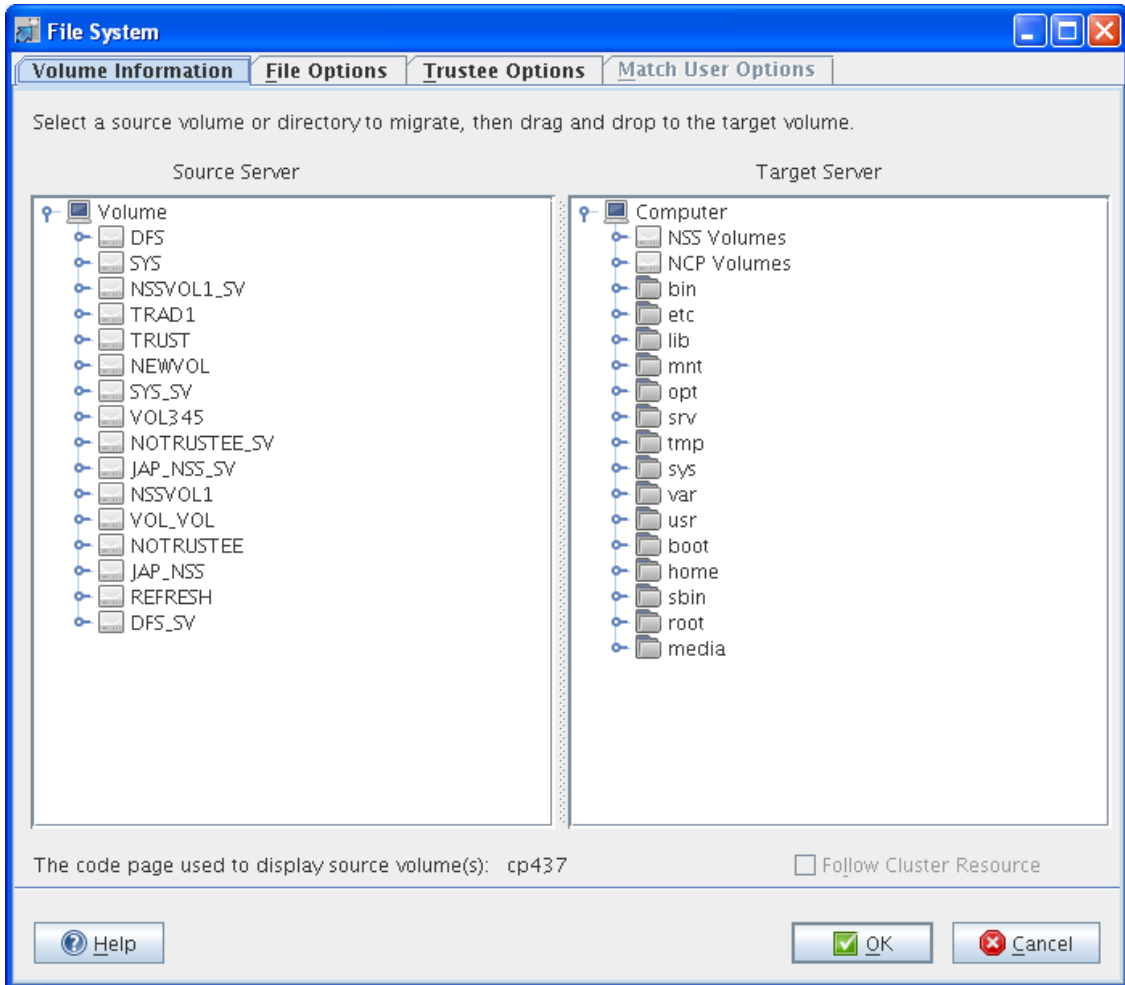 File System
Volume Information File Options Trustee Options Match User Options
Select a source volume or directory to migrate, then drag and drop to the target volume.
Source Server
Target Server
Volume
DFS
SYS
NSSVOL1_SV
TRAD1
TRUST
NEWVOL
SYS_SV
VOL345
NOTRUSTEE_SV
JAP_NSS_SV
NSSVOL1
VOL_VOL
NOTRUSTEE
JAP_NSS
REFRESH
DFS_SV
Computer
NSS Volumes
NCP Volumes
bin
etc
lib
mnt
opt
srv
tmp
sys
var
usr
boot
home
sbin
root
media
The code page used to display source volume(s): cp437
Follow Cluster Resource
Help
OK
Cancel